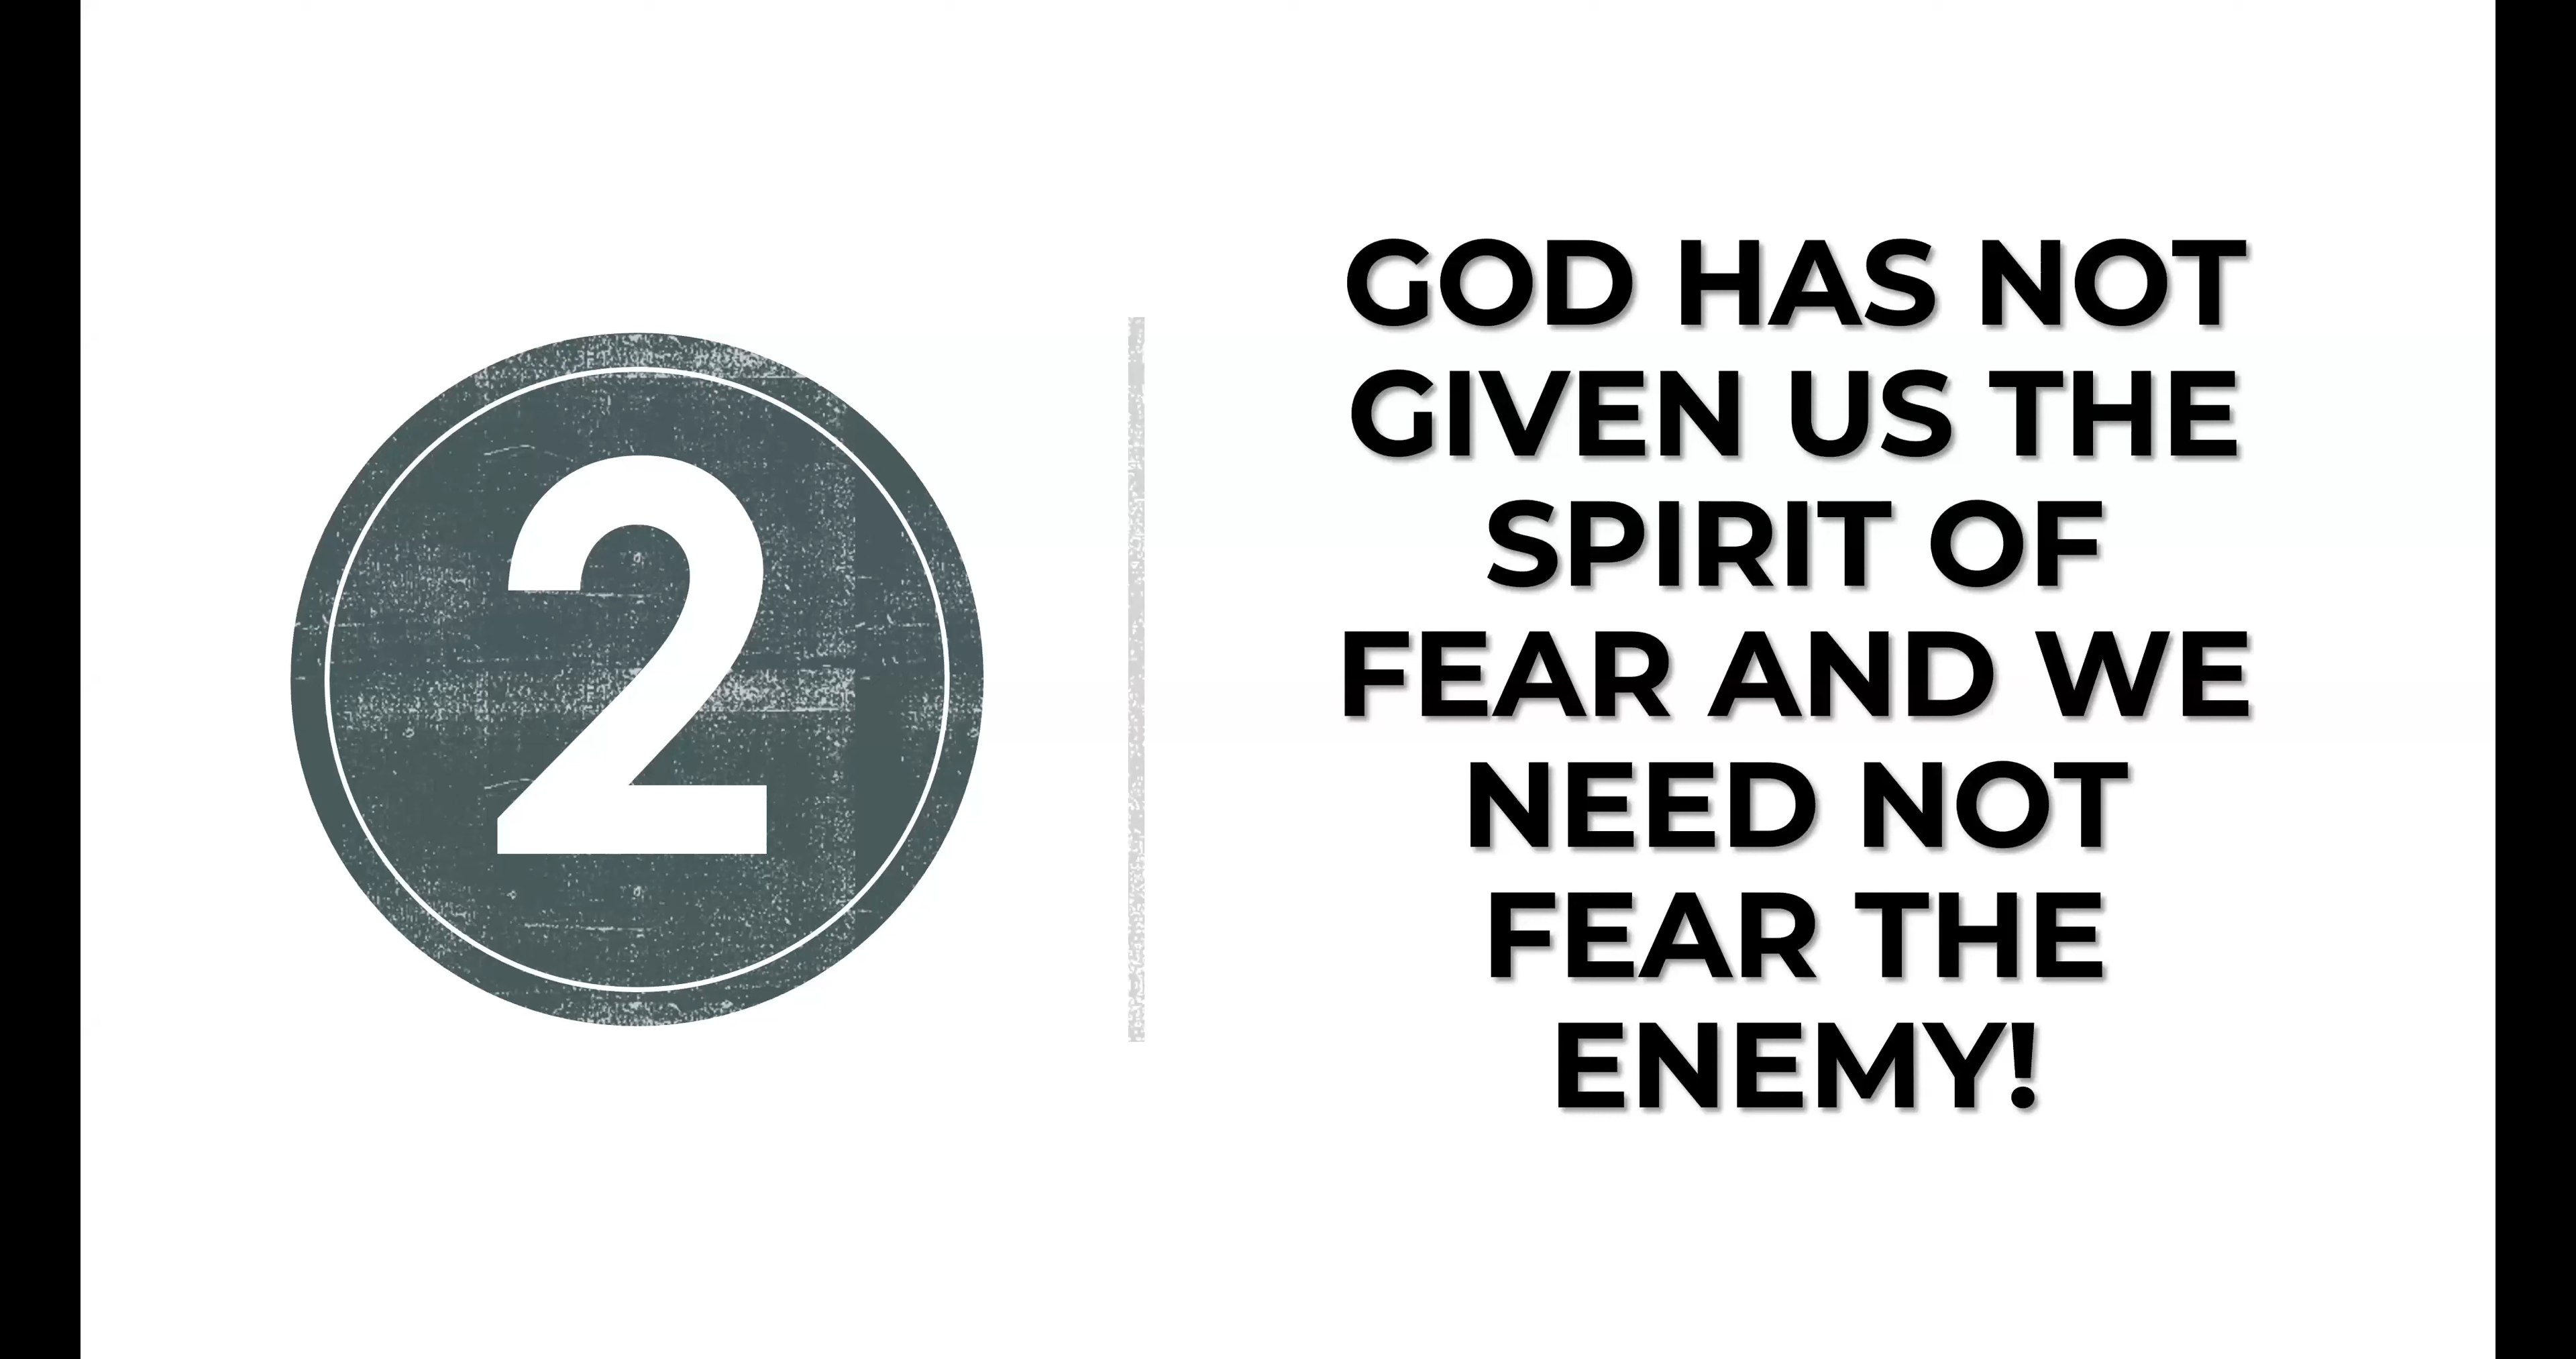 2
GOD HAS NOT
GIVEN US THE
SPIRIT OF
FEAR AND WE
NEED NOT
FEAR THE
ENEMY!